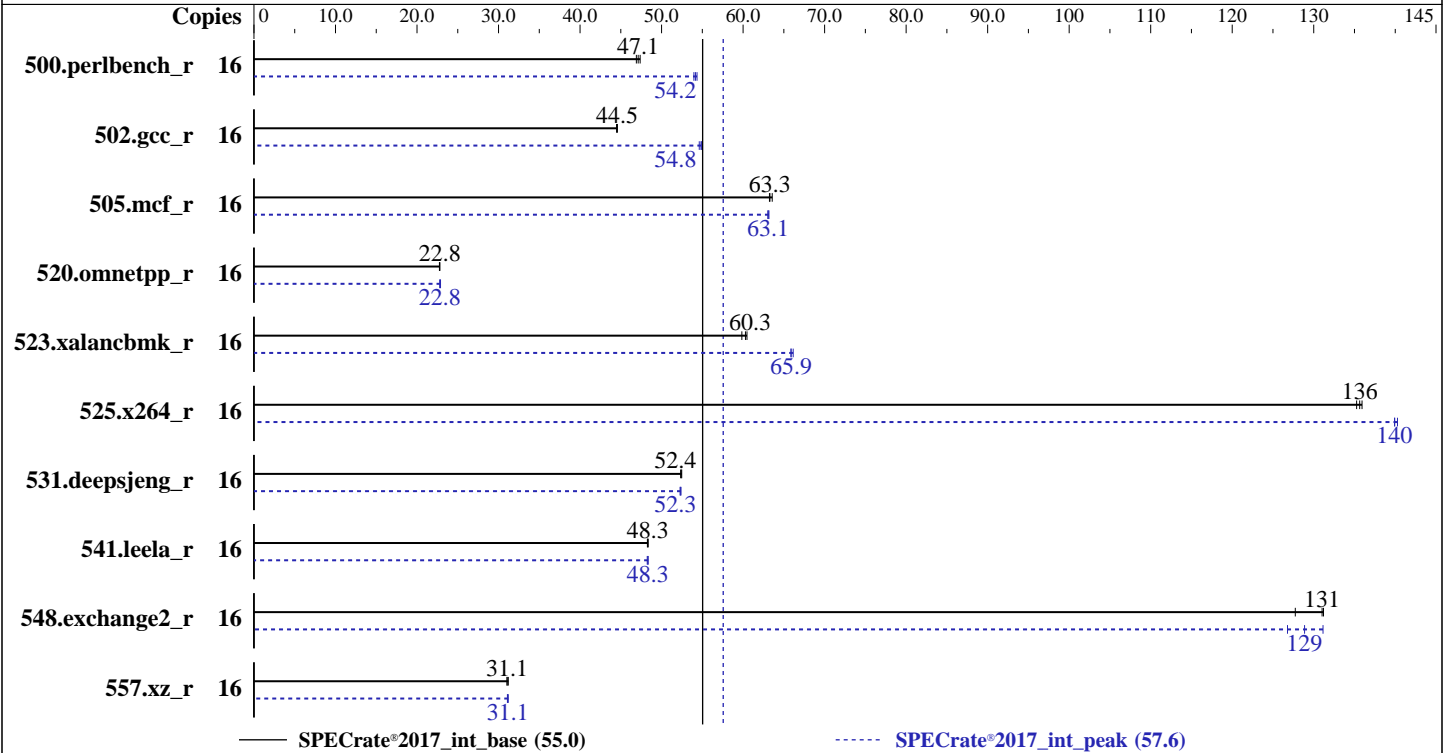 Copies 0 10.0 20.0 30.0 40.0 50.0 60.0 70.0 80.0 90.0 100 110 120 130 145
47.1
500.perlbench_r 16
54.2
44.5
502.gcc_r 16
54.8
63.3
505.mcf_r 16
63.1
22.8
520.omnetpp_r 16
22.8
60.3
523.xalancbmk_r 16
65.9
136
525.x264_r 16
140
52.4
531.deepsjeng_r 16
52.3
48.3
541.leela_r 16
48.3
131
548.exchange2_r 16
129
31.1
557.xz_r 16
31.1
SPECrate®2017_int_base (55.0) SPECrate®2017_int_peak (57.6)